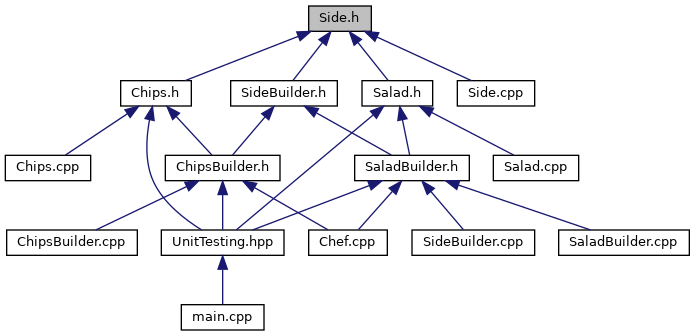 Side.h
Chips.h
SideBuilder.h
Salad.h
Side.cpp
Chips.cpp
ChipsBuilder.h
SaladBuilder.h
Salad.cpp
ChipsBuilder.cpp
UnitTesting.hpp
Chef.cpp
SideBuilder.cpp
SaladBuilder.cpp
main.cpp